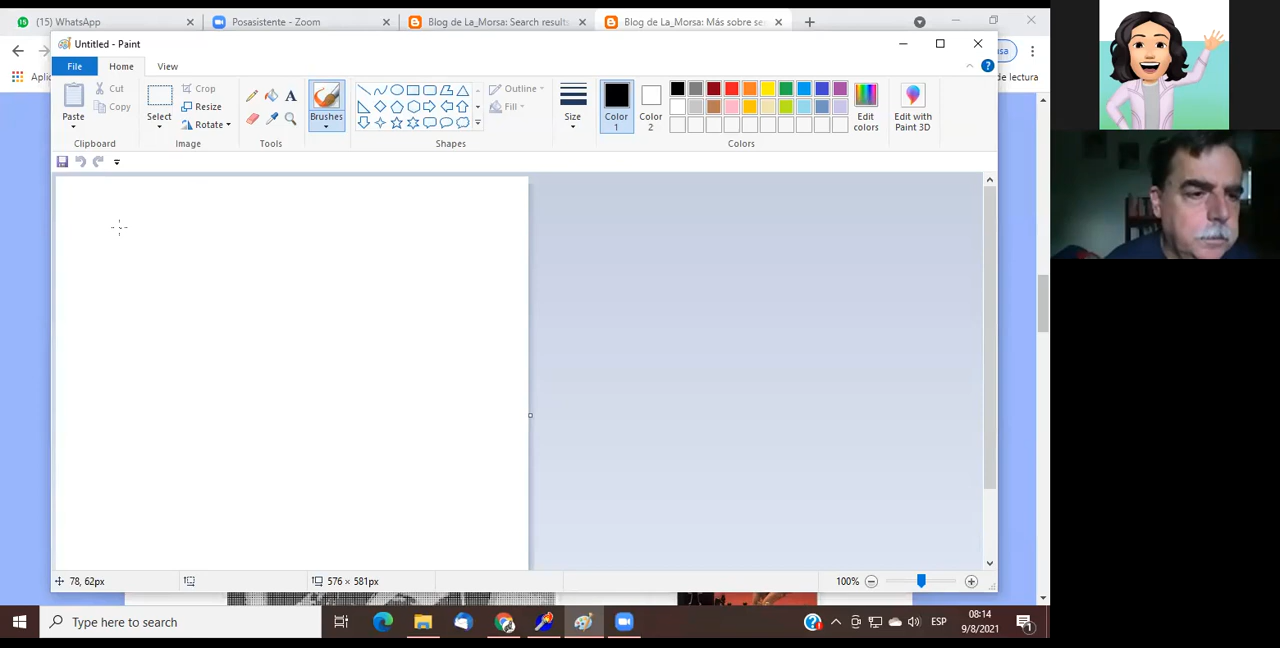 (15) WhatsApp
Posasistente - Zoom
Blog de La_Morsa: Search results
Blog de La_Morsa: Más sobre se
Untitled - Paint
File
Home
View
Paste
Cut
Copy
Clipboard
Select
Crop
Resize
Rotate
Image
Tools
Brushes
Outline
Fill
Shapes
Size
Color
1
Color
2
Edit
colors
Edit with
Paint 3D
Colors
Apli
de lectura
78, 62px
576 × 581px
100%
Type here to search
ESP
08:14
9/8/2021